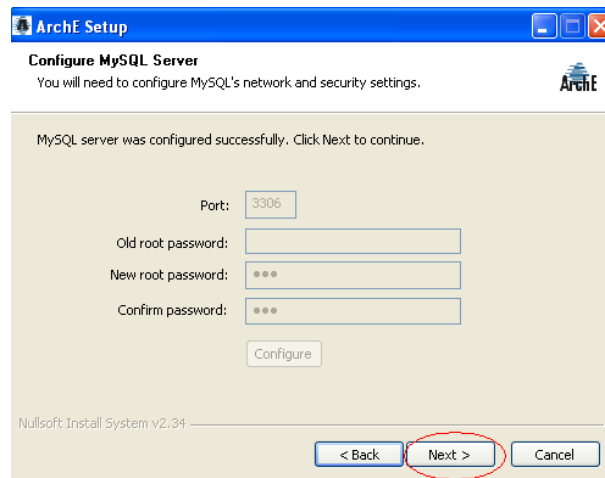 ArchE Setup
Configure MySQL Server
You will need to configure MySQL's network and security settings.
ArchE
MySQL server was configured successfully. Click Next to continue.
Port: 3306
Old root password:
New root password: •••
Confirm password: •••
Configure
Nullsoft Install System v2.34
< Back Next > Cancel